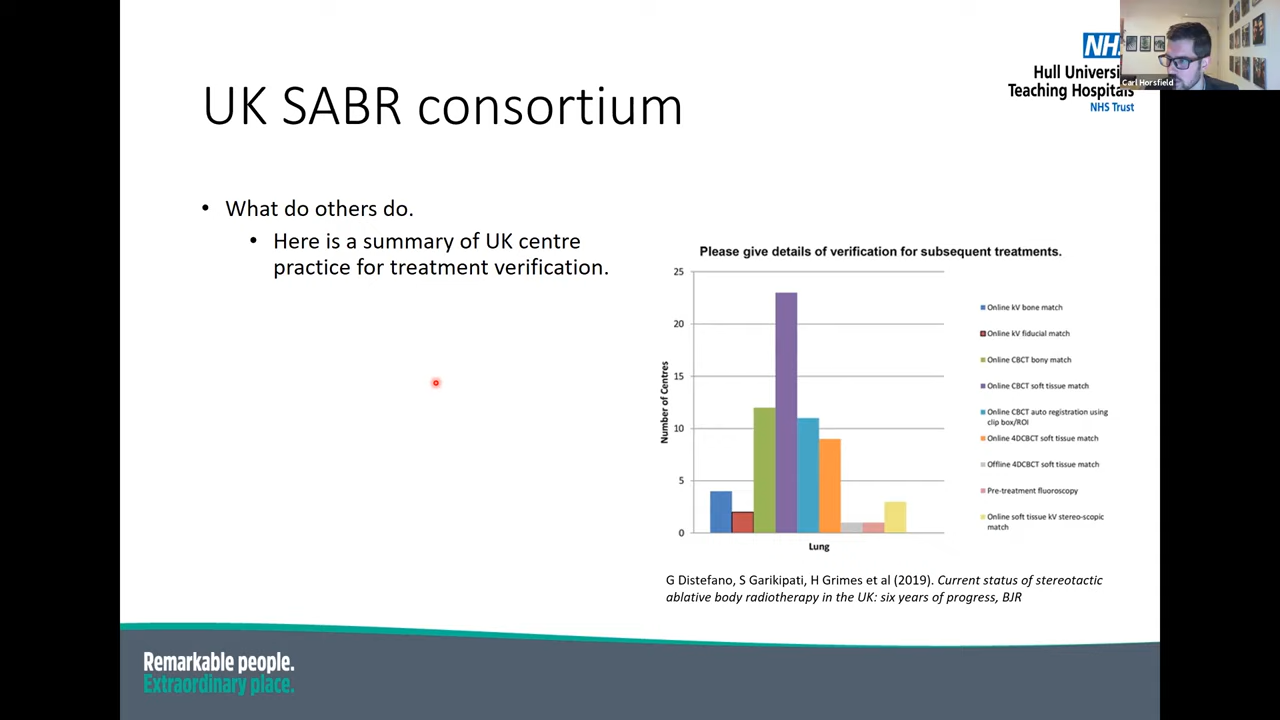 NHS
Hull Universi
Teaching Hospitals
NHS Trust
Carl Horsfield
UK SABR consortium
• What do others do.
• Here is a summary of UK centre
practice for treatment verification.
Please give details of verification for subsequent treatments.
25
20
15
10
5
0
Number of Centres
Lung
Online kV bone match
Online kV fiducial match
Online CBCT bony match
Online CBCT soft tissue match
Online CBCT auto registration using
clip box/ROI
Online 4DCBCT soft tissue match
Offline 4DCBCT soft tissue match
Pre-treatment fluoroscopy
Online soft tissue kV stereo-scopic
match
G Distefano, S Garikipati, H Grimes et al (2019). Current status of stereotactic
ablative body radiotherapy in the UK: six years of progress, BJR
Remarkable people.
Extraordinary place.